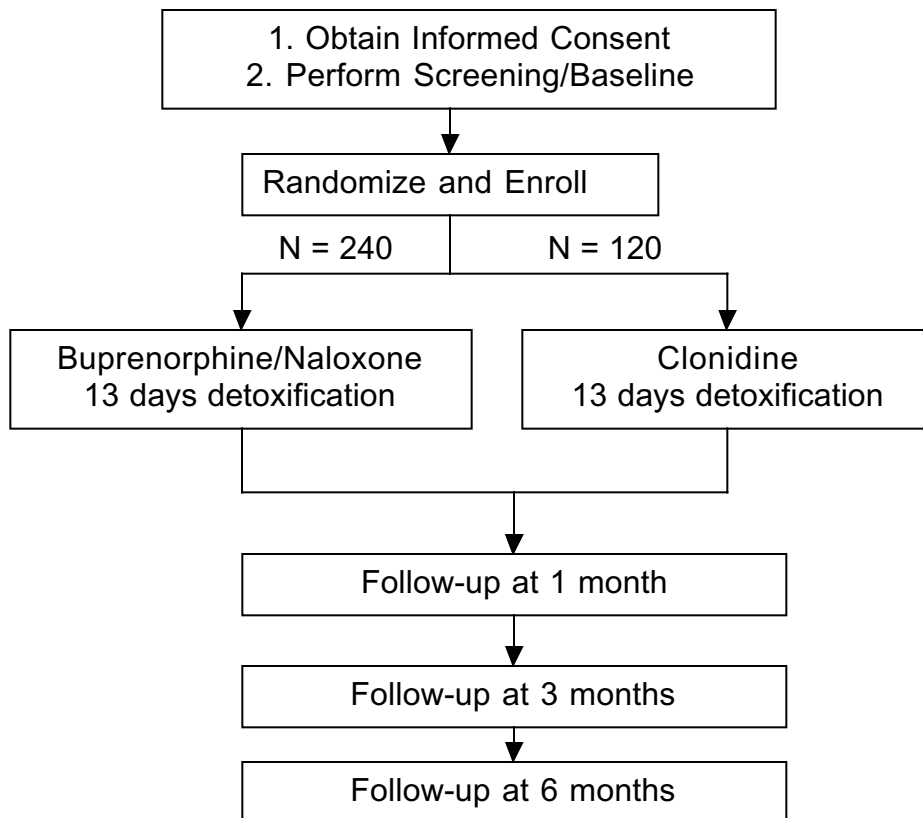 1. Obtain Informed Consent
2. Perform Screening/Baseline
Randomize and Enroll
N = 240
N = 120
Buprenorphine/Naloxone
13 days detoxification
Clonidine
13 days detoxification
Follow-up at 1 month
Follow-up at 3 months
Follow-up at 6 months